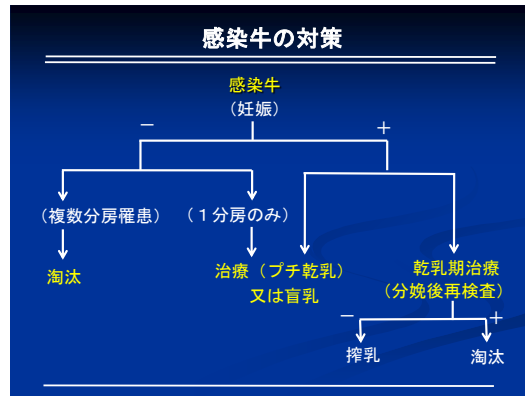 感染牛の対策
感染牛
(妊娠)
－
＋
(複数分房罹患)
(１分房のみ)
淘汰
治療(プチ乾乳)
又は盲乳
乾乳期治療
(分娩後再検査)
－
＋
搾乳
淘汰